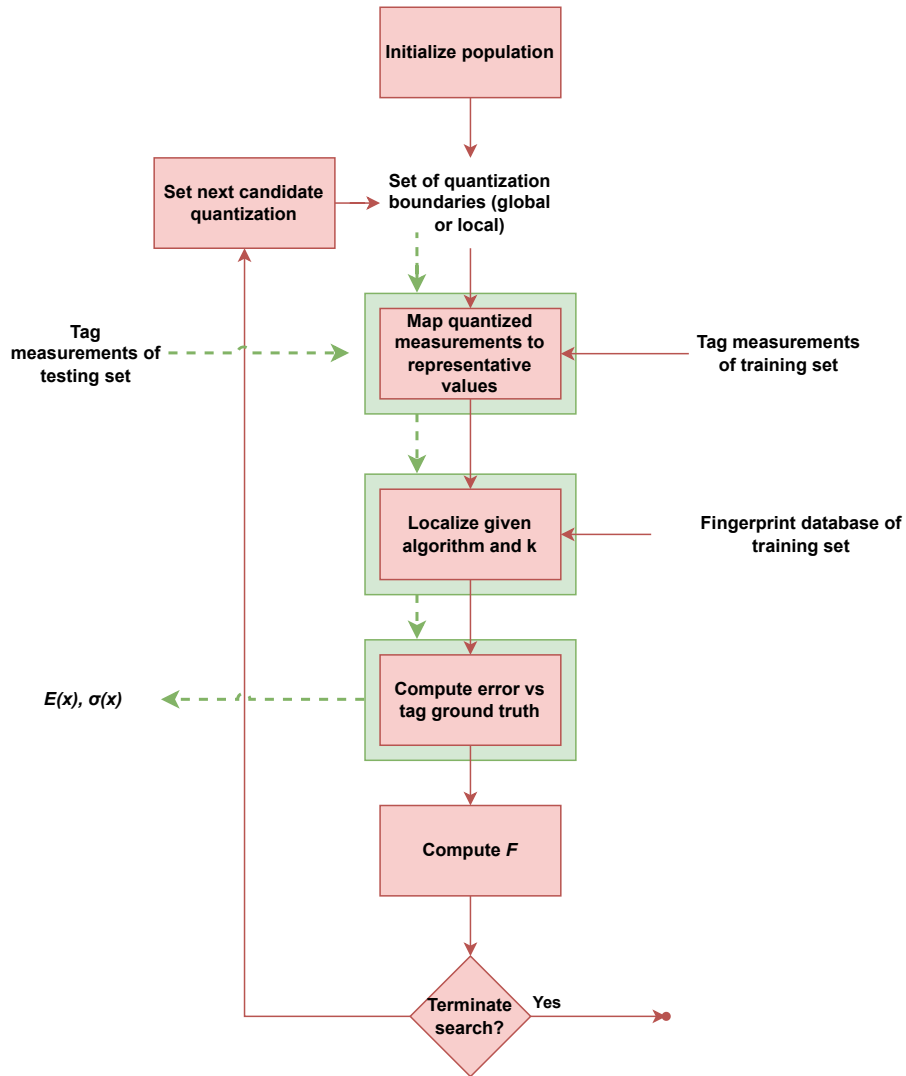 Initialize population
Set next candidate
quantization
Set of quantization
boundaries (global
or local)
Tag
measurements of
testing set
Map quantized
measurements to
representative
values
Tag measurements
of training set
Localize given
algorithm and k
Fingerprint database of
training set
E(x), σ(x)
Compute error vs
tag ground truth
Compute F
Terminate
search?
Yes